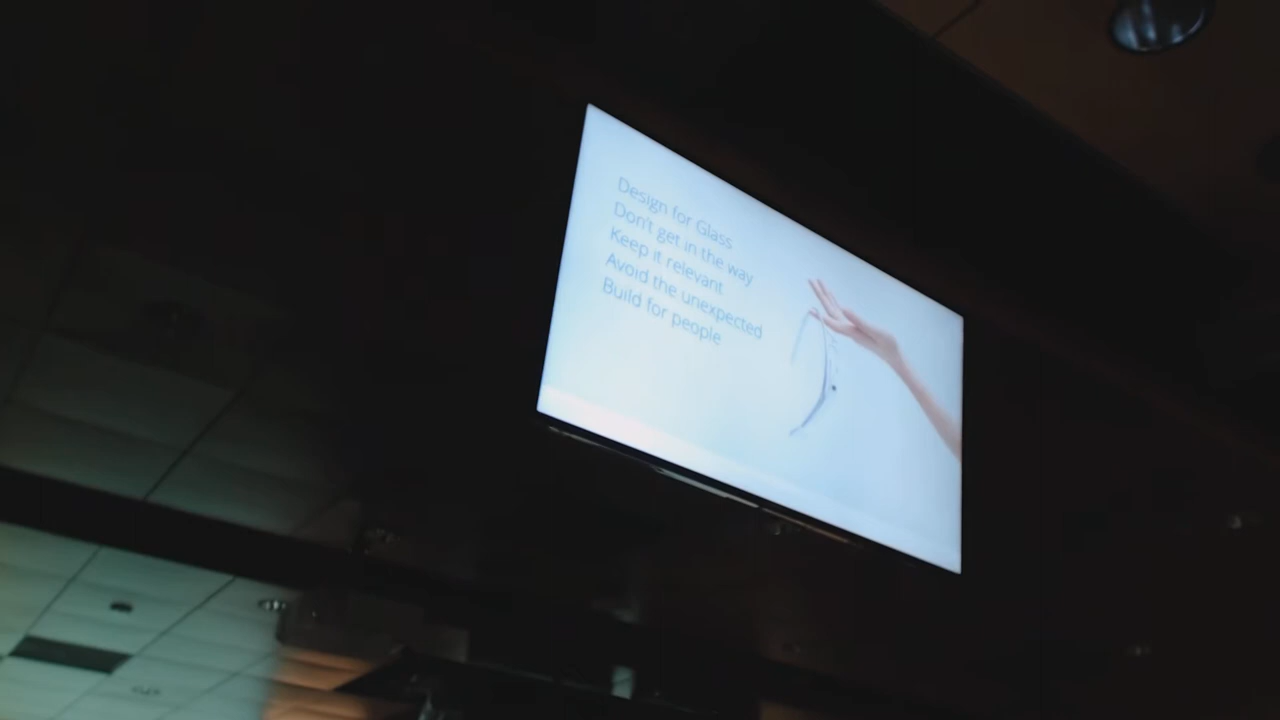 Design for Glass
Don't get in the way
Keep it relevant
Avoid the unexpected
Build for people